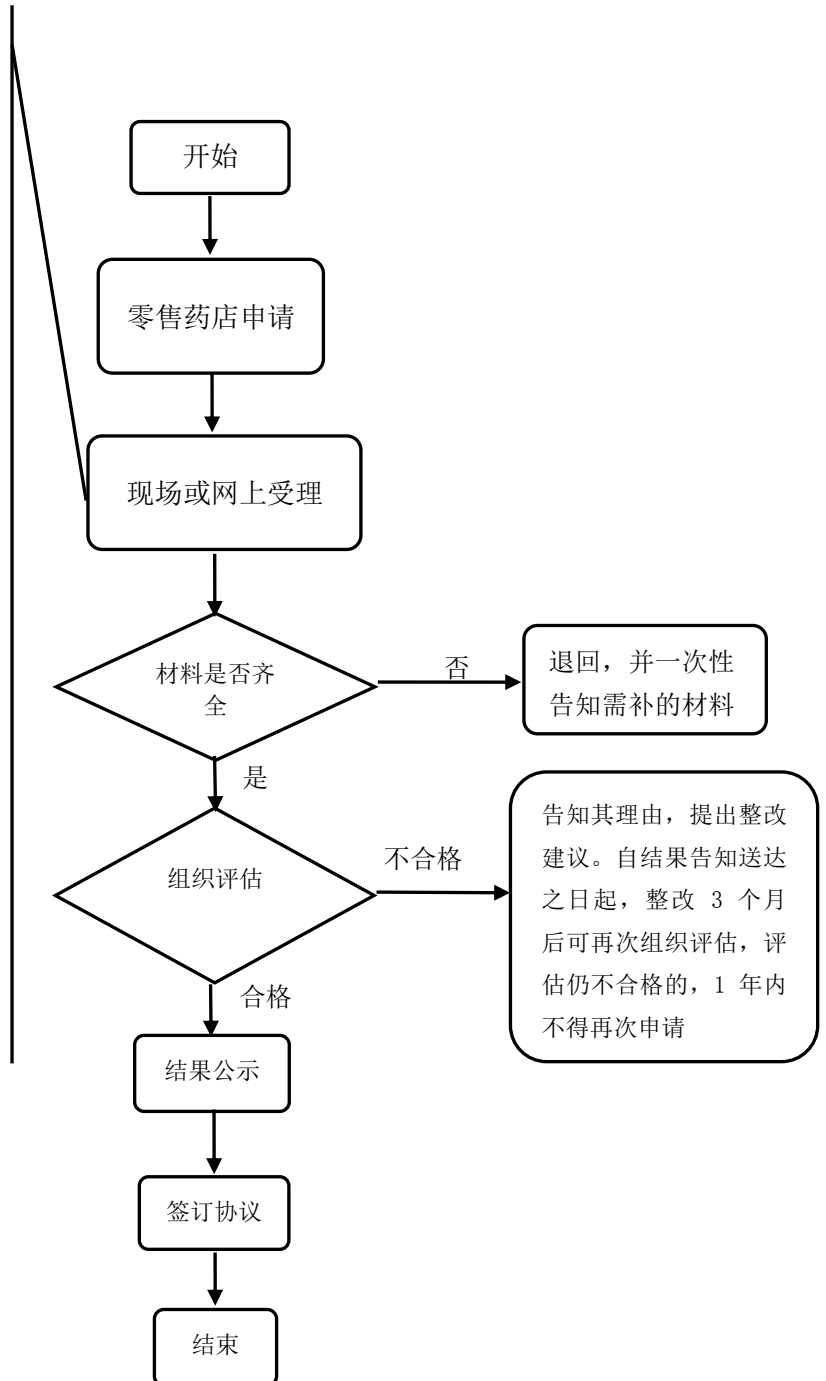 开始
零售药店申请
现场或网上受理
材料是否齐
全
否
退回，并一次性
告知需补的材料
是
组织评估
不合格
告知其理由，提出整改
建议。自结果告知送达
之日起，整改 3 个月
后可再次组织评估，评
估仍不合格的，1 年内
不得再次申请
合格
结果公示
签订协议
结束